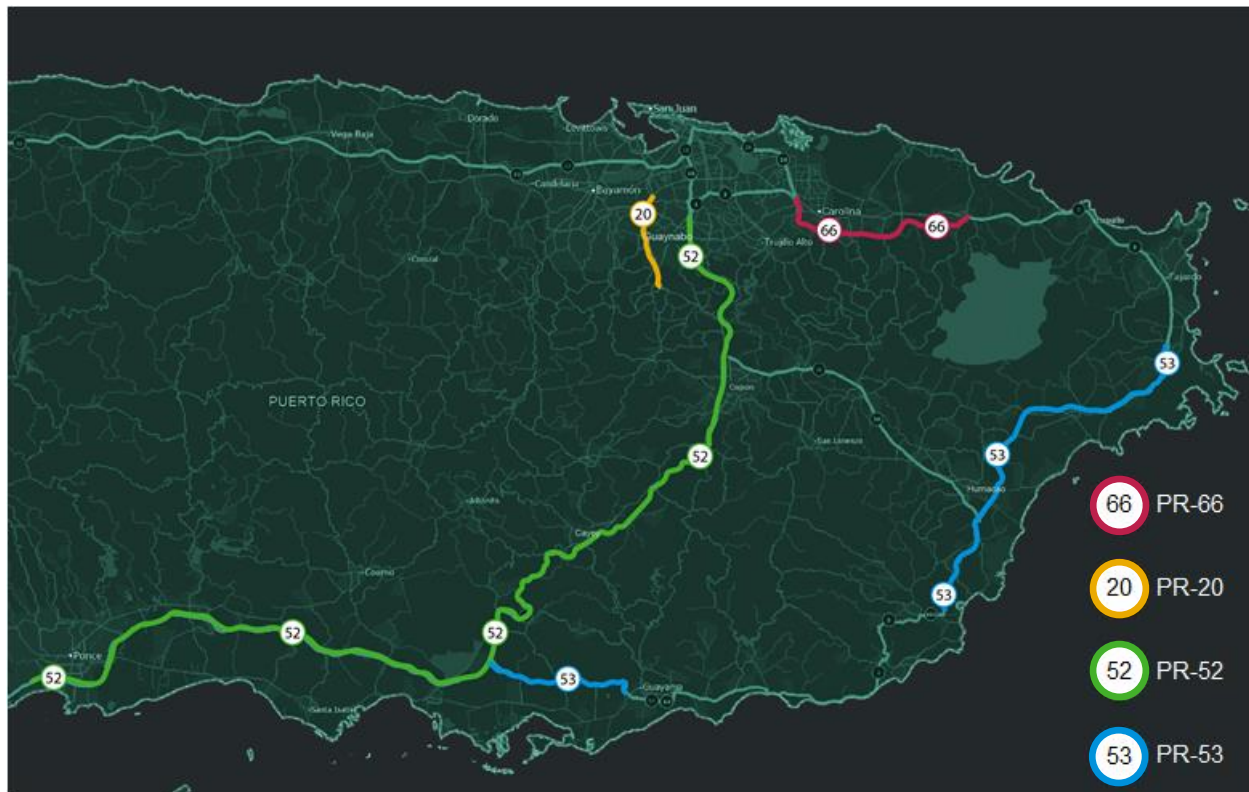 San Juan
Dorado
Levittown
Vega Baja
Candelaria
Bayamón
20
Carolina
66
66
Guaynabo
Trujillo Alto
52
Corozal
Fajardo
53
PUERTO RICO
52
San Lorenzo
53
Humacao
Aibonito
Cayey
66 PR-66
Coamo
53
20 PR-20
52
52
Ponce
52
53
Guayama
52 PR-52
Santa Isabel
53 PR-53